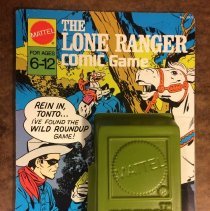 MATTEL
FOR AGES
6-12
THE
LONE RANGER
comic Game
REIN IN,
TONTO...
I'VE FOUND THE
WILD ROUNDUP
GAME!
MATTEL